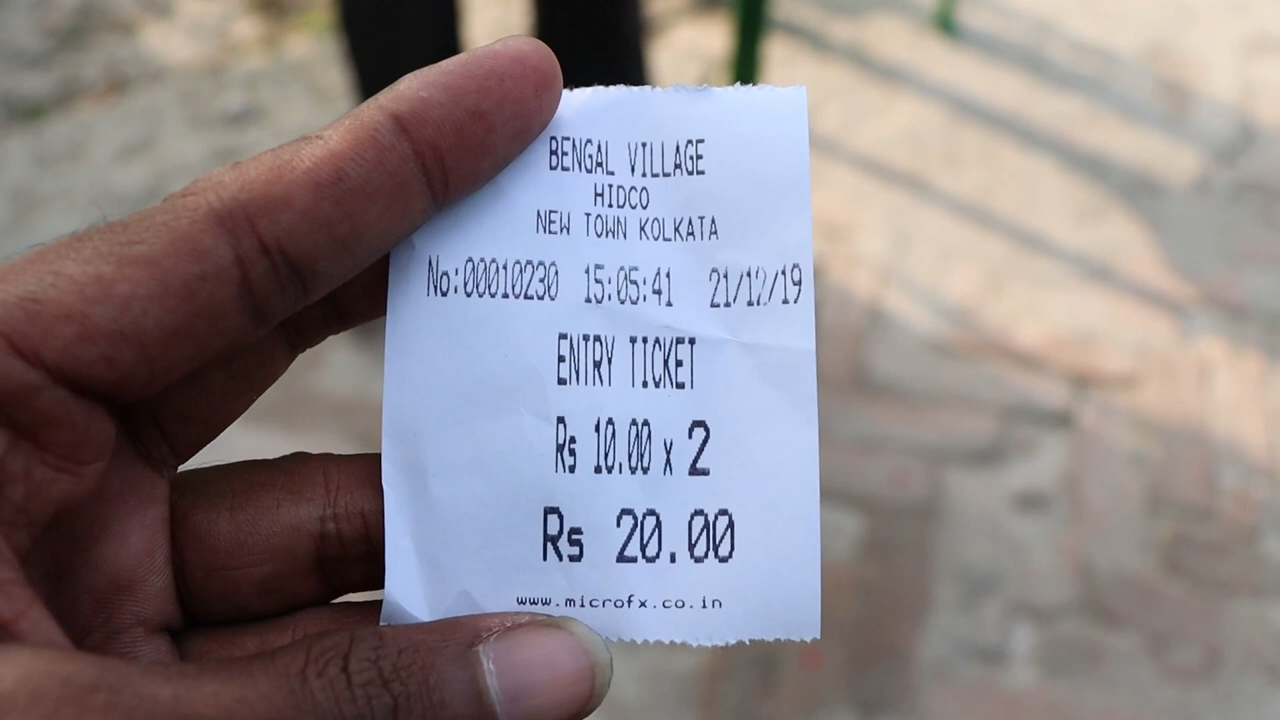 BENGAL VILLAGE
HIDCO
NEW TOWN KOLKATA
No:00010230 15:05:41 21/12/19
ENTRY TICKET
Rs 10.00 x 2
Rs 20.00
www.microfx.co.in